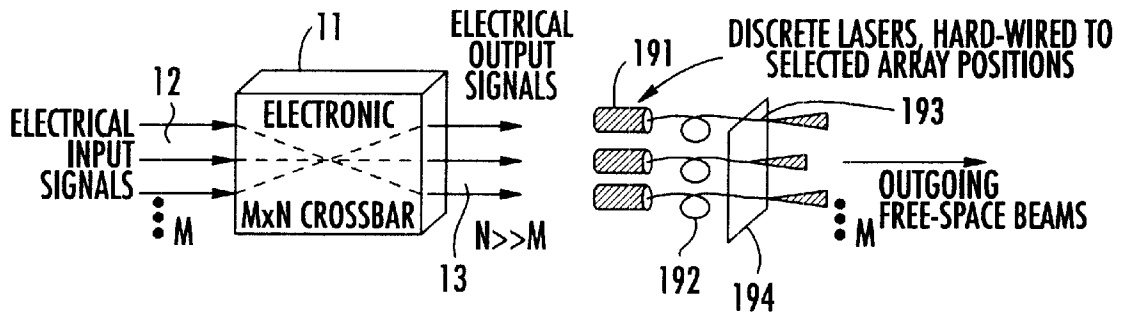 11
12
ELECTRICAL
INPUT
SIGNALS
M
ELECTRONIC
MxN CROSSBAR
ELECTRICAL
OUTPUT
SIGNALS
N>>M
13
DISCRETE LASERS, HARD-WIRED TO
SELECTED ARRAY POSITIONS
191
193
192
194
OUTGOING
FREE-SPACE BEAMS
M